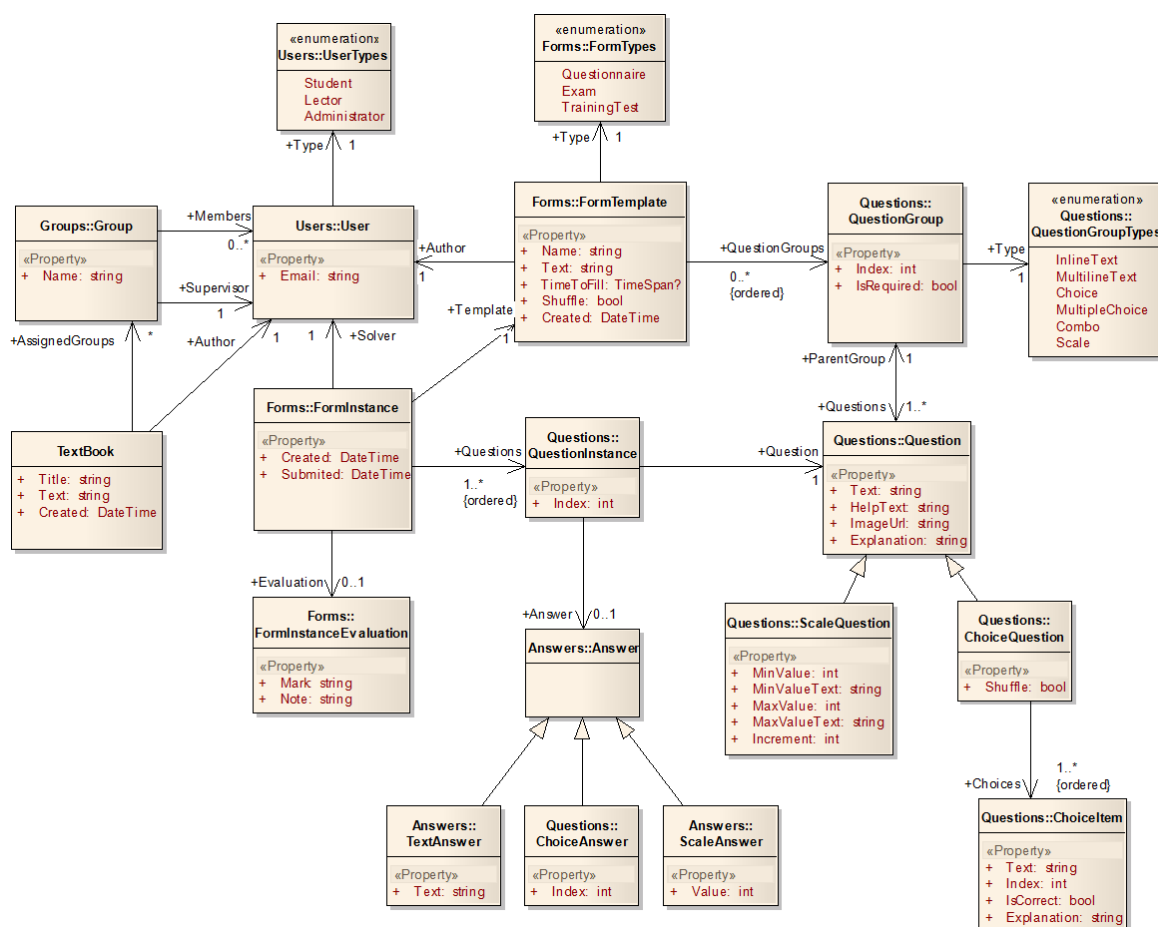 «enumeration»
Users::UserTypes
Student
Lector
Administrator
«enumeration»
Forms::FormTypes
Questionnaire
Exam
TrainingTest
+Type
1
+Type
1
Groups::Group
«Property»
+ Name: string
+Members
0..*
+Supervisor
1
Users::User
«Property»
+ Email: string
+Author
1
Forms::FormTemplate
«Property»
+ Name: string
+ Text: string
+ TimeToFill: TimeSpan?
+ Shuffle: bool
+ Created: DateTime
+QuestionGroups
0..*
{ordered}
Questions::
QuestionGroup
«Property»
+ Index: int
+ IsRequired: bool
+Type
1
«enumeration»
Questions::
QuestionGroupTypes
InlineText
MultilineText
Choice
MultipleChoice
Combo
Scale
+AssignedGroups
*
+Author
1
1
+Solver
+Template
1
+ParentGroup
1
TextBook
+ Title: string
+ Text: string
+ Created: DateTime
Forms::FormInstance
«Property»
+ Created: DateTime
+ Submited: DateTime
+Questions
1..*
{ordered}
Questions::
QuestionInstance
«Property»
+ Index: int
+Question
1
+Questions
1..*
Questions::Question
«Property»
+ Text: string
+ HelpText: string
+ ImageUrl: string
+ Explanation: string
+Evaluation
0..1
Forms::
FormInstanceEvaluation
«Property»
+ Mark: string
+ Note: string
+Answer
0..1
Answers::Answer
Questions::ScaleQuestion
«Property»
+ MinValue: int
+ MinValueText: string
+ MaxValue: int
+ MaxValueText: string
+ Increment: int
Questions::
ChoiceQuestion
«Property»
+ Shuffle: bool
1..*
+Choices
{ordered}
Answers::
TextAnswer
«Property»
+ Text: string
Questions::
ChoiceAnswer
«Property»
+ Index: int
Answers::
ScaleAnswer
«Property»
+ Value: int
Questions::ChoiceItem
«Property»
+ Text: string
+ Index: int
+ IsCorrect: bool
+ Explanation: string